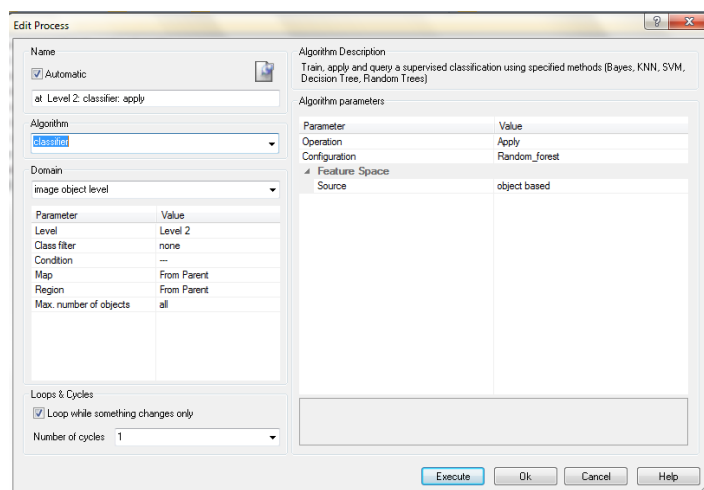 Edit Process
Name
Automatic
at Level 2: classifier: apply
Algorithm
classifier
Domain
image object level
Parameter Value
Level Level 2
Class filter none
Condition ---
Map From Parent
Region From Parent
Max. number of objects all
Loops & Cycles
Loop while something changes only
Number of cycles 1
Algorithm Description
Train, apply and query a supervised classification using specified methods (Bayes, KNN, SVM,
Decision Tree, Random Trees)
Algorithm parameters
Parameter Value
Operation Apply
Configuration Random_forest
Feature Space
Source object based
Execute Ok Cancel Help